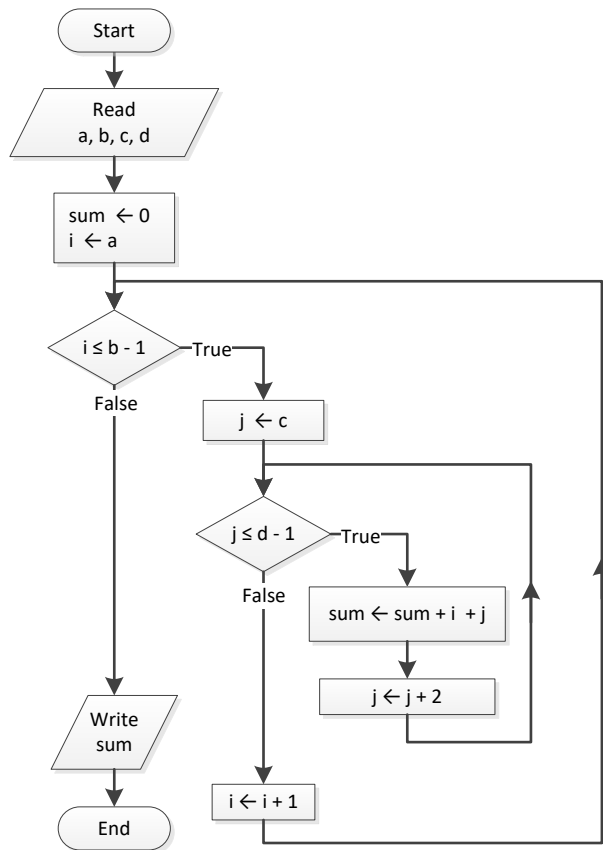 Start
Read
a, b, c, d
sum ← 0
i ← a
i ≤ b - 1
True
False
j ← c
j ≤ d - 1
True
False
sum ← sum + i + j
j ← j + 2
Write
sum
i ← i + 1
End